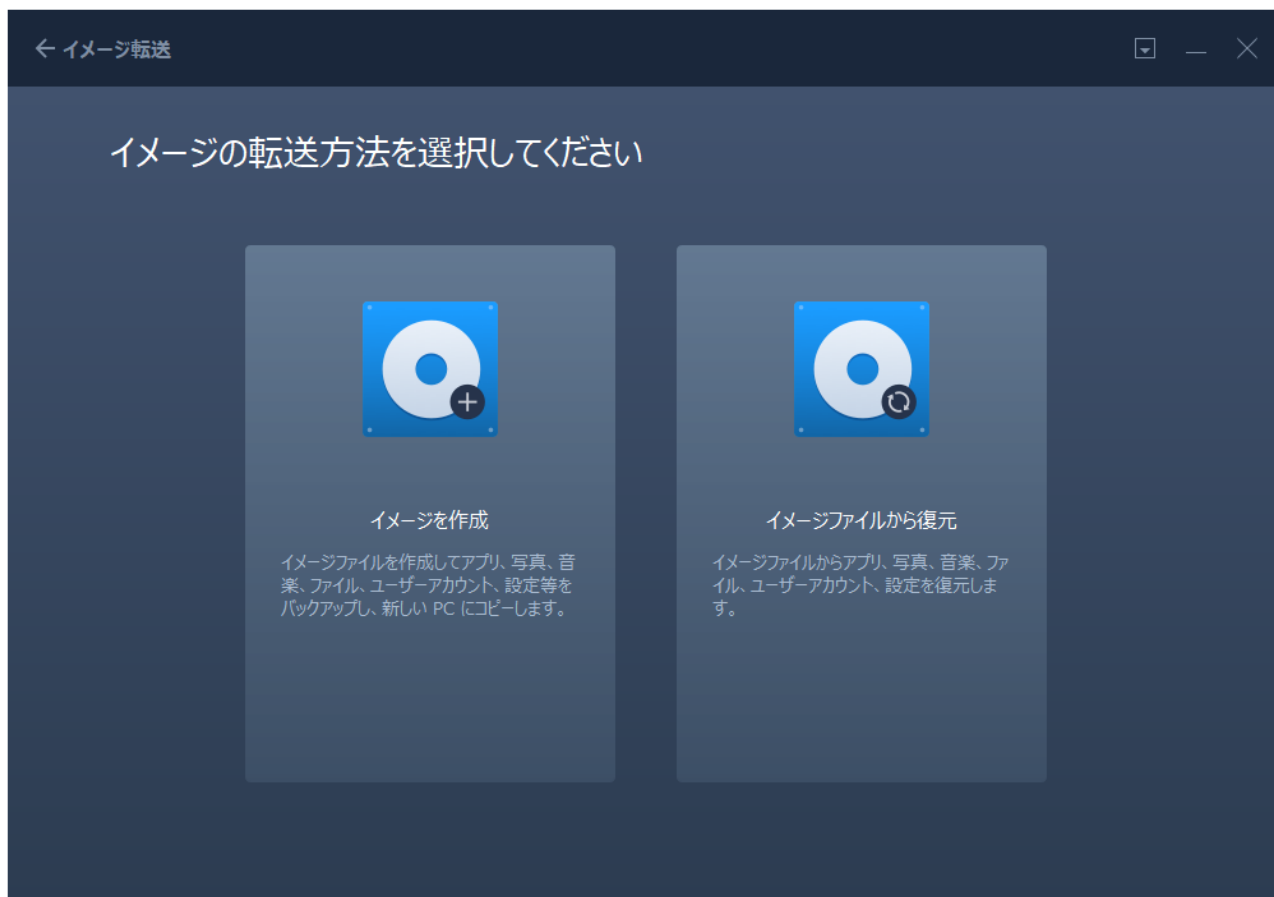 イメージ転送
イメージの転送方法を選択してください
イメージを作成
イメージファイルを作成してアプリ、写真、音
楽、ファイル、ユーザーアカウント、設定等を
バックアップし、新しい PC にコピーします。
イメージファイルから復元
イメージファイルからアプリ、写真、音楽、ファ
イル、ユーザーアカウント、設定を復元しま
す。